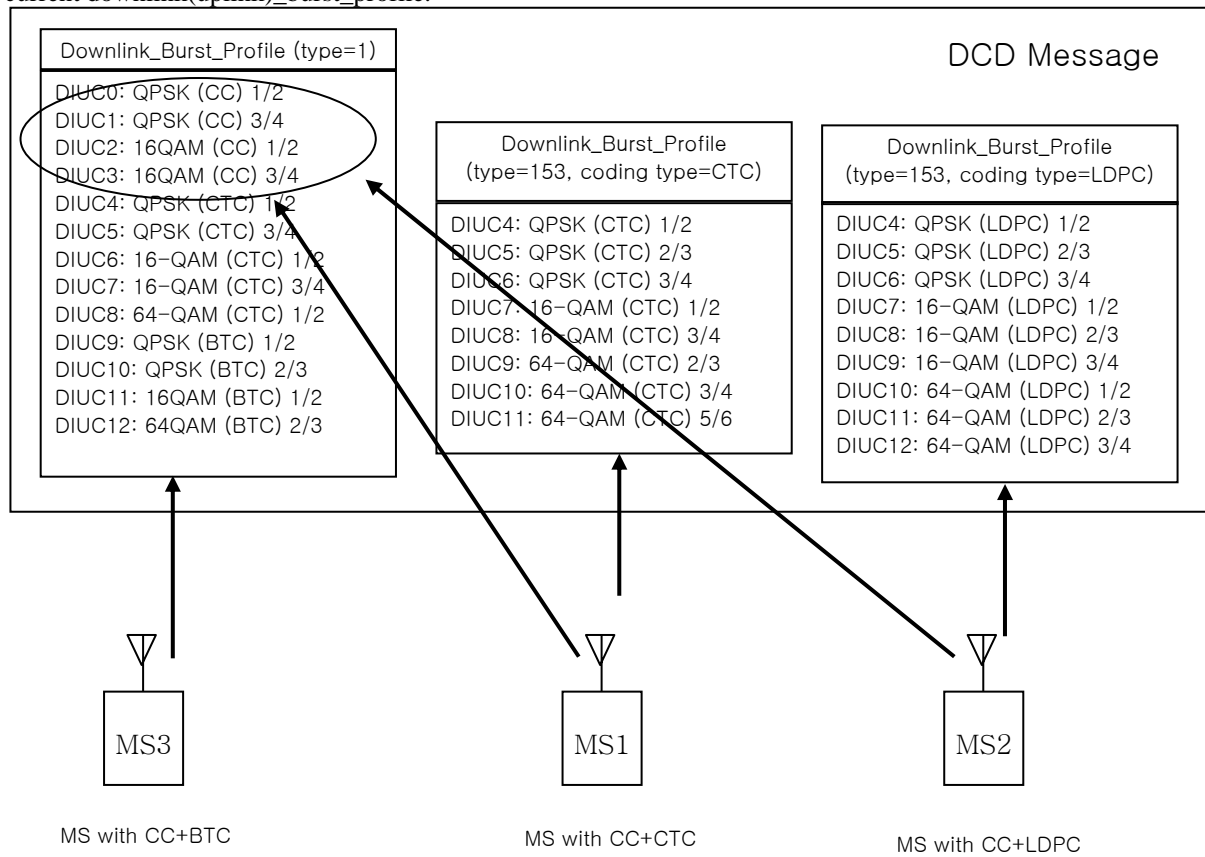 current downlink(uplink)_burst_profile.
DCD Message
Downlink_Burst_Profile (type=1)
DIUC0: QPSK (CC) 1/2
DIUC1: QPSK (CC) 3/4
DIUC2: 16QAM (CC) 1/2
DIUC3: 16QAM (CC) 3/4
DIUC4: QPSK (CTC) 1/2
DIUC5: QPSK (CTC) 3/4
DIUC6: 16-QAM (CTC) 1/2
DIUC7: 16-QAM (CTC) 3/4
DIUC8: 64-QAM (CTC) 1/2
DIUC9: QPSK (BTC) 1/2
DIUC10: QPSK (BTC) 2/3
DIUC11: 16QAM (BTC) 1/2
DIUC12: 64QAM (BTC) 2/3
Downlink_Burst_Profile
(type=153, coding type=CTC)
DIUC4: QPSK (CTC) 1/2
DIUC5: QPSK (CTC) 2/3
DIUC6: QPSK (CTC) 3/4
DIUC7: 16-QAM (CTC) 1/2
DIUC8: 16-QAM (CTC) 3/4
DIUC9: 64-QAM (CTC) 2/3
DIUC10: 64-QAM (CTC) 3/4
DIUC11: 64-QAM (CTC) 5/6
Downlink_Burst_Profile
(type=153, coding type=LDPC)
DIUC4: QPSK (LDPC) 1/2
DIUC5: QPSK (LDPC) 2/3
DIUC6: QPSK (LDPC) 3/4
DIUC7: 16-QAM (LDPC) 1/2
DIUC8: 16-QAM (LDPC) 2/3
DIUC9: 16-QAM (LDPC) 3/4
DIUC10: 64-QAM (LDPC) 1/2
DIUC11: 64-QAM (LDPC) 2/3
DIUC12: 64-QAM (LDPC) 3/4
MS3
MS1
MS2
MS with CC+BTC
MS with CC+CTC
MS with CC+LDPC